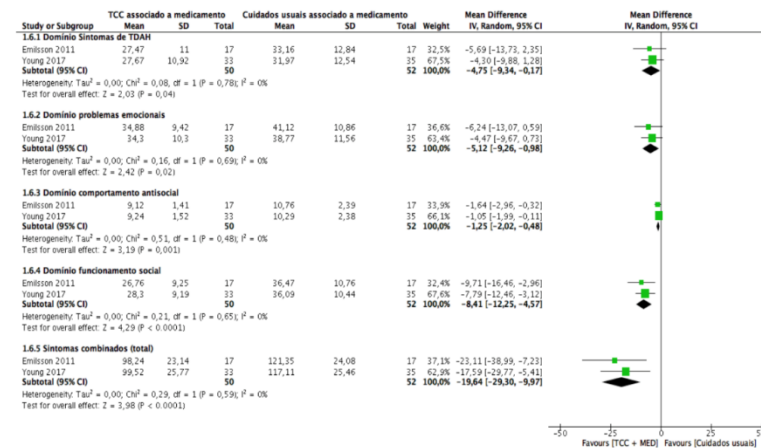 TCC associado a medicamento Cuidados usuais associado a medicamento Mean Difference Mean Difference
Study or Subgroup Mean SD Total Mean SD Total Weight IV, Random, 95% CI IV, Random, 95% CI
1.6.1 Domínio Sintomas de TDAH
Emilsson 2011 27,47 11 17 33,16 12,84 17 32,5% -5,69 [-13,73, 2,35]
Young 2017 27,67 10,92 33 31,97 12,54 35 67,5% -4,30 [-9,88, 1,28]
Subtotal (95% CI) 50 52 100,0% -4,75 [-9,34, -0,17]
Heterogeneity: Tau² = 0,00; Chi² = 0,08, df = 1 (P = 0,78); I² = 0%
Test for overall effect: Z = 2,03 (P = 0,04)
1.6.2 Domínio problemas emocionais
Emilsson 2011 34,88 9,42 17 41,12 10,86 17 36,6% -6,24 [-13,07, 0,59]
Young 2017 34,3 10,3 33 38,77 11,56 35 63,4% -4,47 [-9,67, 0,73]
Subtotal (95% CI) 50 52 100,0% -5,12 [-9,26, -0,98]
Heterogeneity: Tau² = 0,00; Chi² = 0,16, df = 1 (P = 0,69); I² = 0%
Test for overall effect: Z = 2,42 (P = 0,02)
1.6.3 Domínio comportamento antisocial
Emilsson 2011 9,12 1,41 17 10,76 2,39 17 33,9% -1,64 [-2,96, -0,32]
Young 2017 9,24 1,52 33 10,29 2,38 35 66,1% -1,05 [-1,99, -0,11]
Subtotal (95% CI) 50 52 100,0% -1,25 [-2,02, -0,48]
Heterogeneity: Tau² = 0,00; Chi² = 0,51, df = 1 (P = 0,48); I² = 0%
Test for overall effect: Z = 3,19 (P = 0,001)
1.6.4 Domínio funcionamento social
Emilsson 2011 26,76 9,25 17 36,47 10,76 17 32,4% -9,71 [-16,46, -2,96]
Young 2017 28,3 9,19 33 36,09 10,44 35 67,6% -7,79 [-12,46, -3,12]
Subtotal (95% CI) 50 52 100,0% -8,41 [-12,25, -4,57]
Heterogeneity: Tau² = 0,00; Chi² = 0,21, df = 1 (P = 0,65); I² = 0%
Test for overall effect: Z = 4,29 (P < 0.0001)
1.6.5 Sintomas combinados (total)
Emilsson 2011 98,24 23,14 17 121,35 24,08 17 37,1% -23,11 [-38,99, -7,23]
Young 2017 99,52 25,77 33 117,11 25,46 35 62,9% -17,59 [-29,77, -5,41]
Subtotal (95% CI) 50 52 100,0% -19,64 [-29,30, -9,97]
Heterogeneity: Tau² = 0,00; Chi² = 0,29, df = 1 (P = 0,59); I² = 0%
Test for overall effect: Z = 3,98 (P < 0.0001)
-50 -25 0 25
Favours [TCC + MED] Favours [Cuidados usuais]